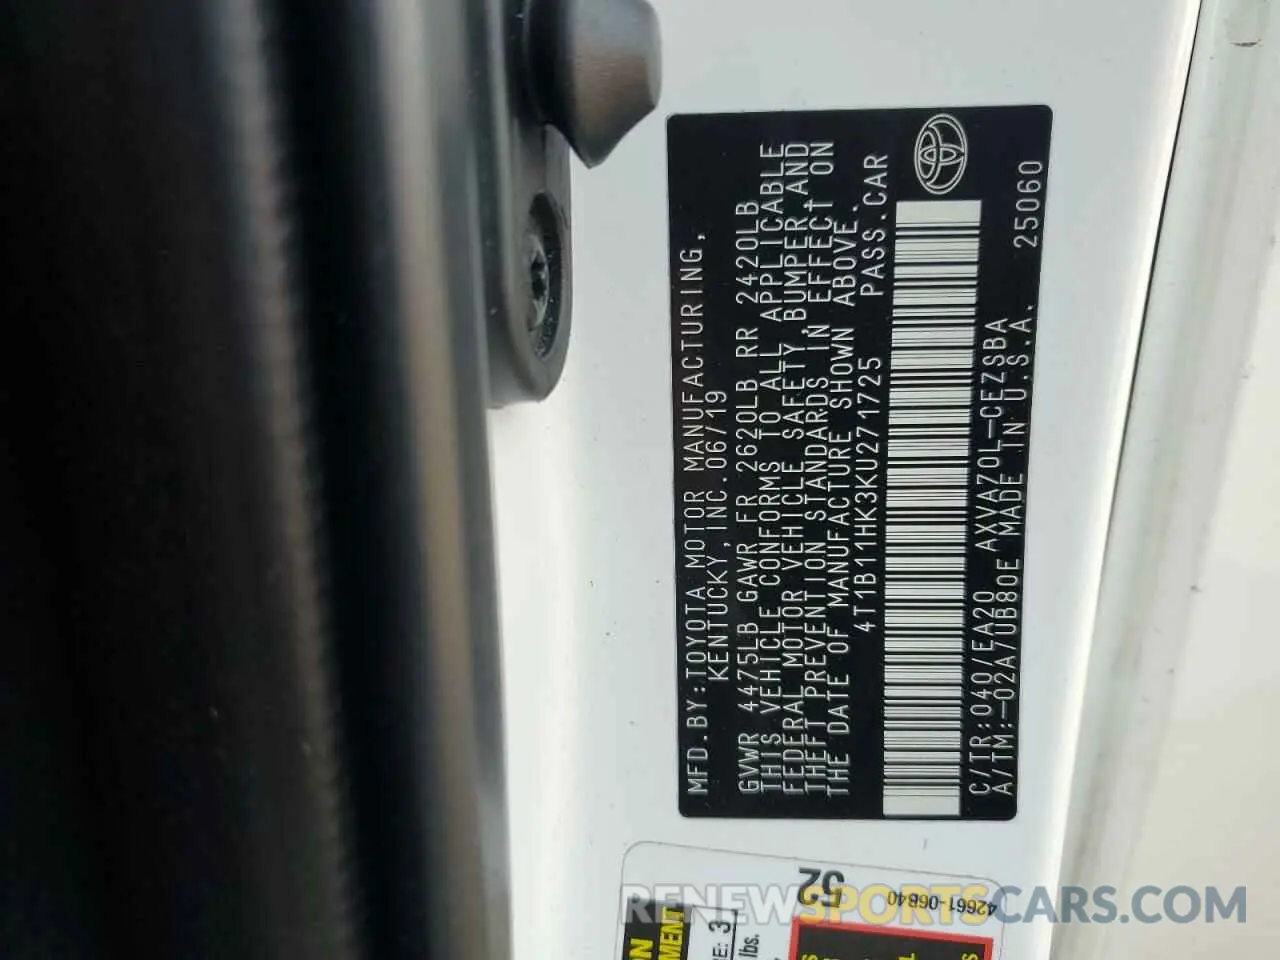 MFD.BY:TOYOTA MOTOR MANUFACTURING,
KENTUCKY,INC.06/19
GVWR 4475LB GAWR FR 2620LB RR 2420LB
THIS VEHICLE CONFORMS TO ALL APPLICABLE
FEDERAL MOTOR VEHICLE SAFETY,BUMPER,AND
THEFT PREVENTION STANDARDS IN EFFECT ON
THE DATE OF MANUFACTURE SHOWN ABOVE.
4T1B11HK3KU271725 PASS.CAR
C/TR:040/EA20 AXVA70L-CEZSBA 25060
A/TM:-02A/UB80E MADE IN U.S.A.
52
42661-06840
MENT
lbs.
RENEWSPORTSCARS.COM